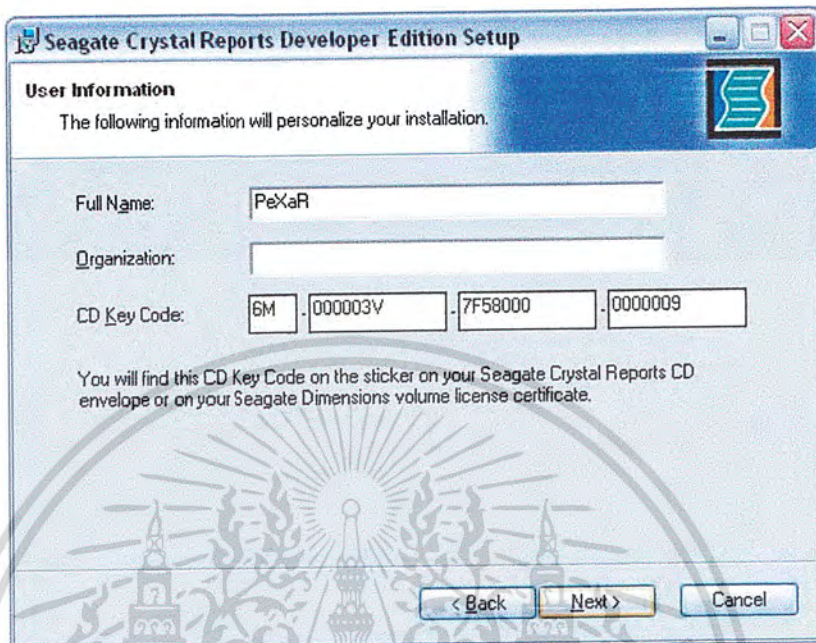 Seagate Crystal Reports Developer Edition Setup
User Information
The following information will personalize your installation.
Full Name: PeXaR
Organization:
CD Key Code: 6M - 000003V - 7F58000 - 0000009
You will find this CD Key Code on the sticker on your Seagate Crystal Reports CD
envelope or on your Seagate Dimensions volume license certificate.
< Back Next > Cancel